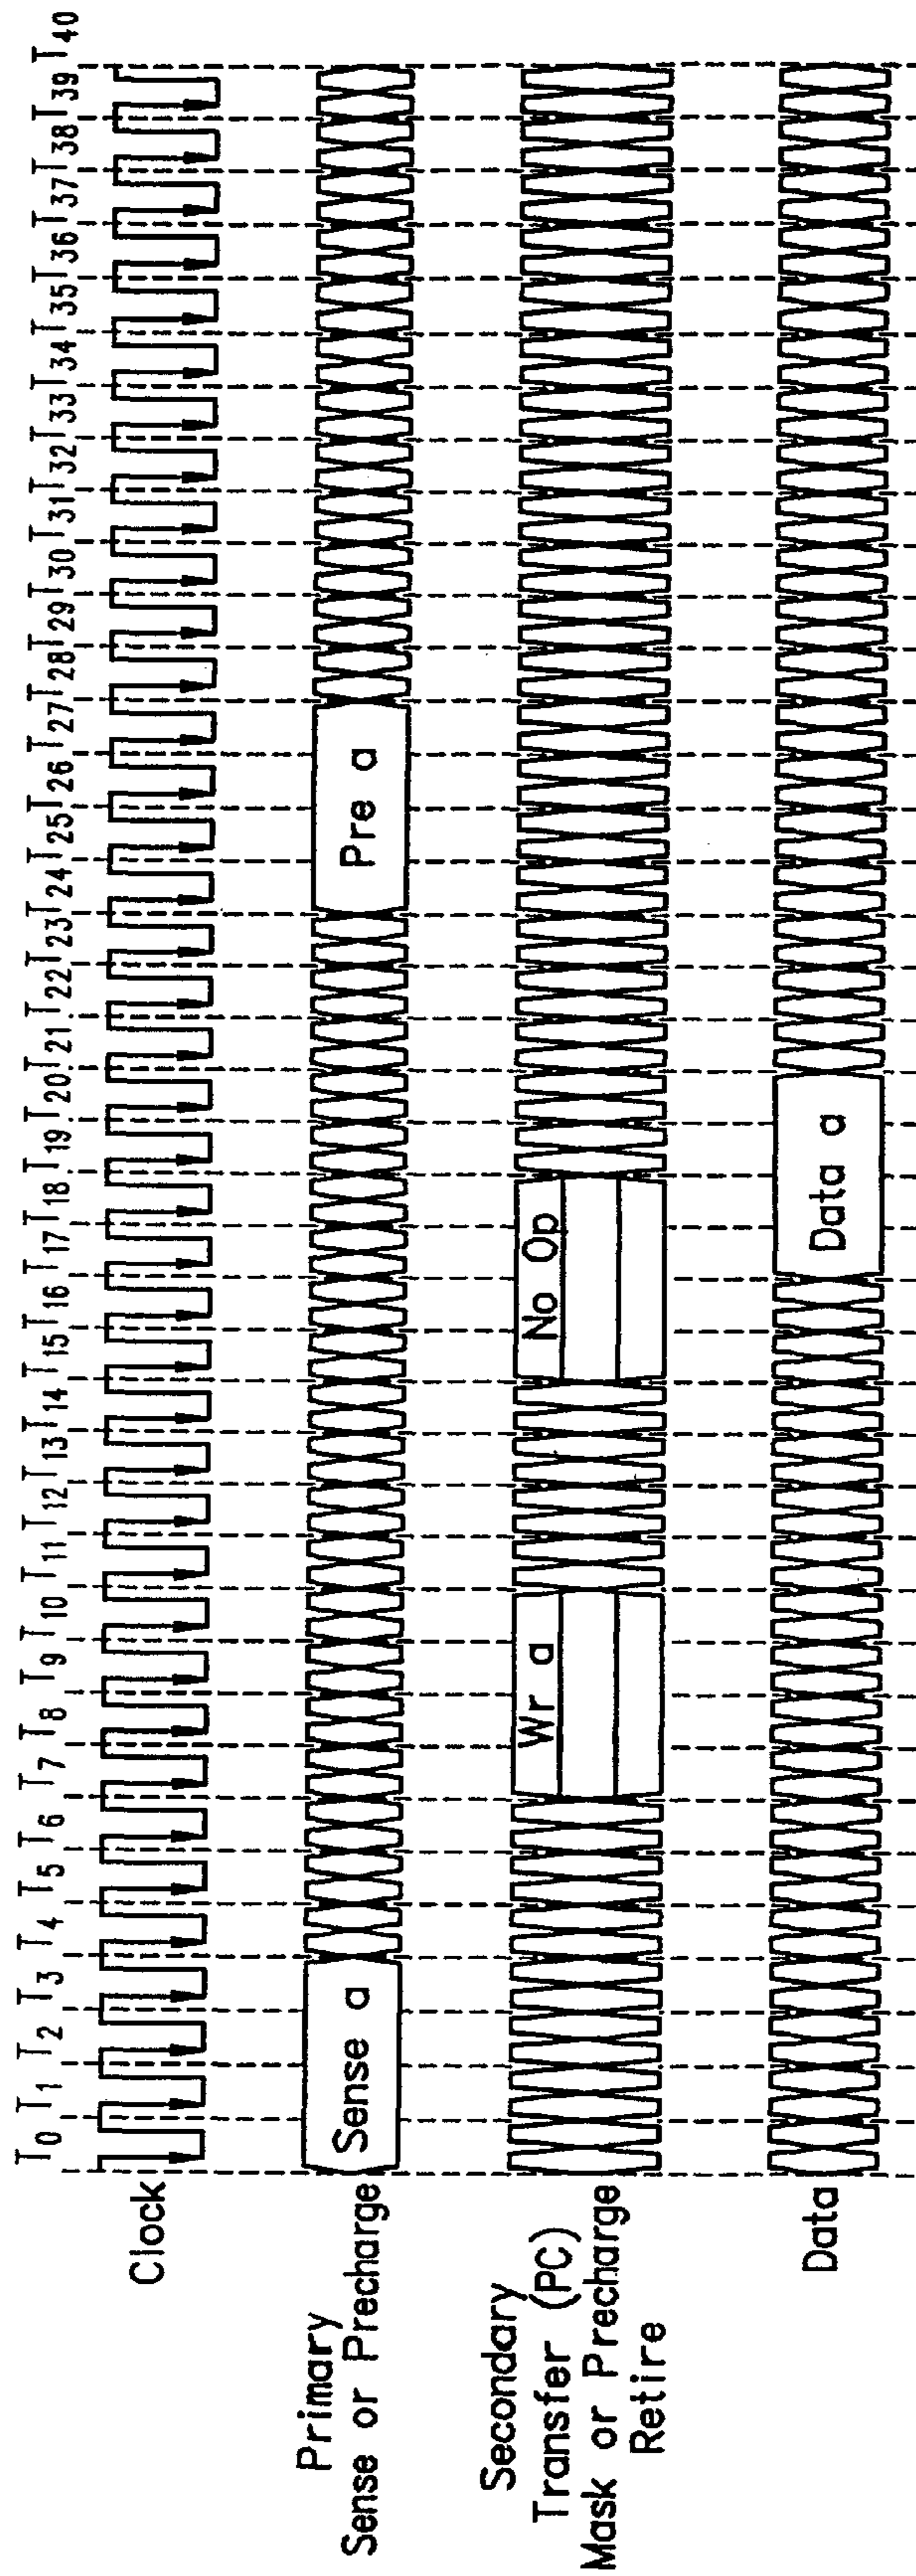 T0 T1 T2 T3 T4 T5 T6 T7 T8 T9 T10 T11 T12 T13 T14 T15 T16 T17 T18 T19 T20 T21 T22 T23 T24 T25 T26 T27 T28 T29 T30 T31 T32 T33 T34 T35 T36 T37 T38 T39 T40
Clock
Primary
Sense or Precharge
Sense a
Pre a
Secondary
Transfer (PC)
Mask or Precharge
Retire
Wr a
No Op
Data
Data a